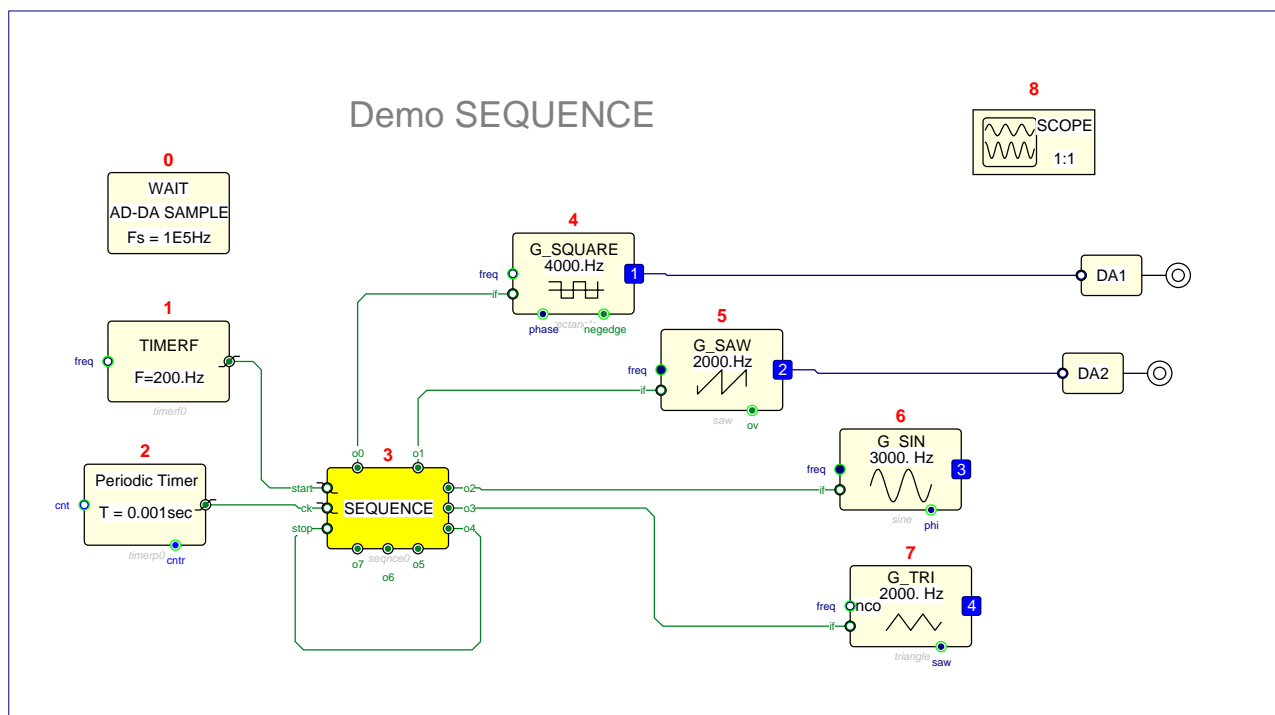 Demo SEQUENCE
8
SCOPE
1:1
0
WAIT
AD-DA SAMPLE
Fs = 1E5Hz
4
G_SQUARE
4000.Hz
freq
if
1
phase
negedge
rectangle
DA1
1
TIMERF
F=200.Hz
freq
timerf0
5
G_SAW
2000.Hz
freq
if
2
saw
ov
DA2
2
Periodic Timer
T = 0.001sec
cnt
timerp0
cntr
3
o0
o1
start
ck
stop
SEQUENCE
o2
o3
o4
o7
seqnce0
o6
o5
6
G_SIN
3000. Hz
freq
if
3
sine
phi
7
G_TRI
2000. Hz
freq
nco
if
4
triangle
saw